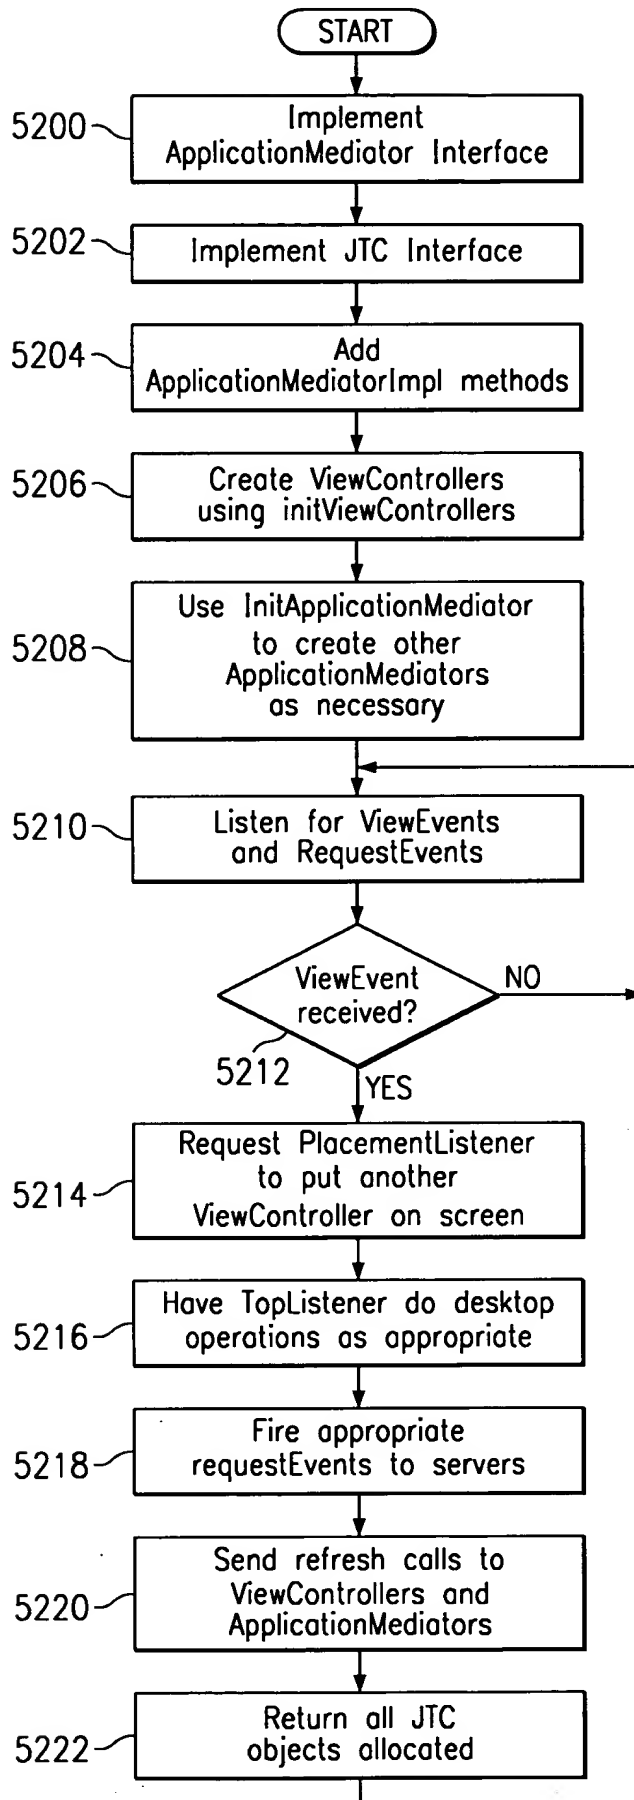 START
5200
Implement
ApplicationMediator Interface
5202
Implement JTC Interface
5204
Add
ApplicationMediatorImpl methods
5206
Create ViewControllers
using initViewControllers
5208
Use InitApplicationMediator
to create other
ApplicationMediators
as necessary
5210
Listen for ViewEvents
and RequestEvents
ViewEvent
received?
NO
5212
YES
5214
Request PlacementListener
to put another
ViewController on screen
5216
Have TopListener do desktop
operations as appropriate
5218
Fire appropriate
requestEvents to servers
5220
Send refresh calls to
ViewControllers and
ApplicationMediators
5222
Return all JTC
objects allocated